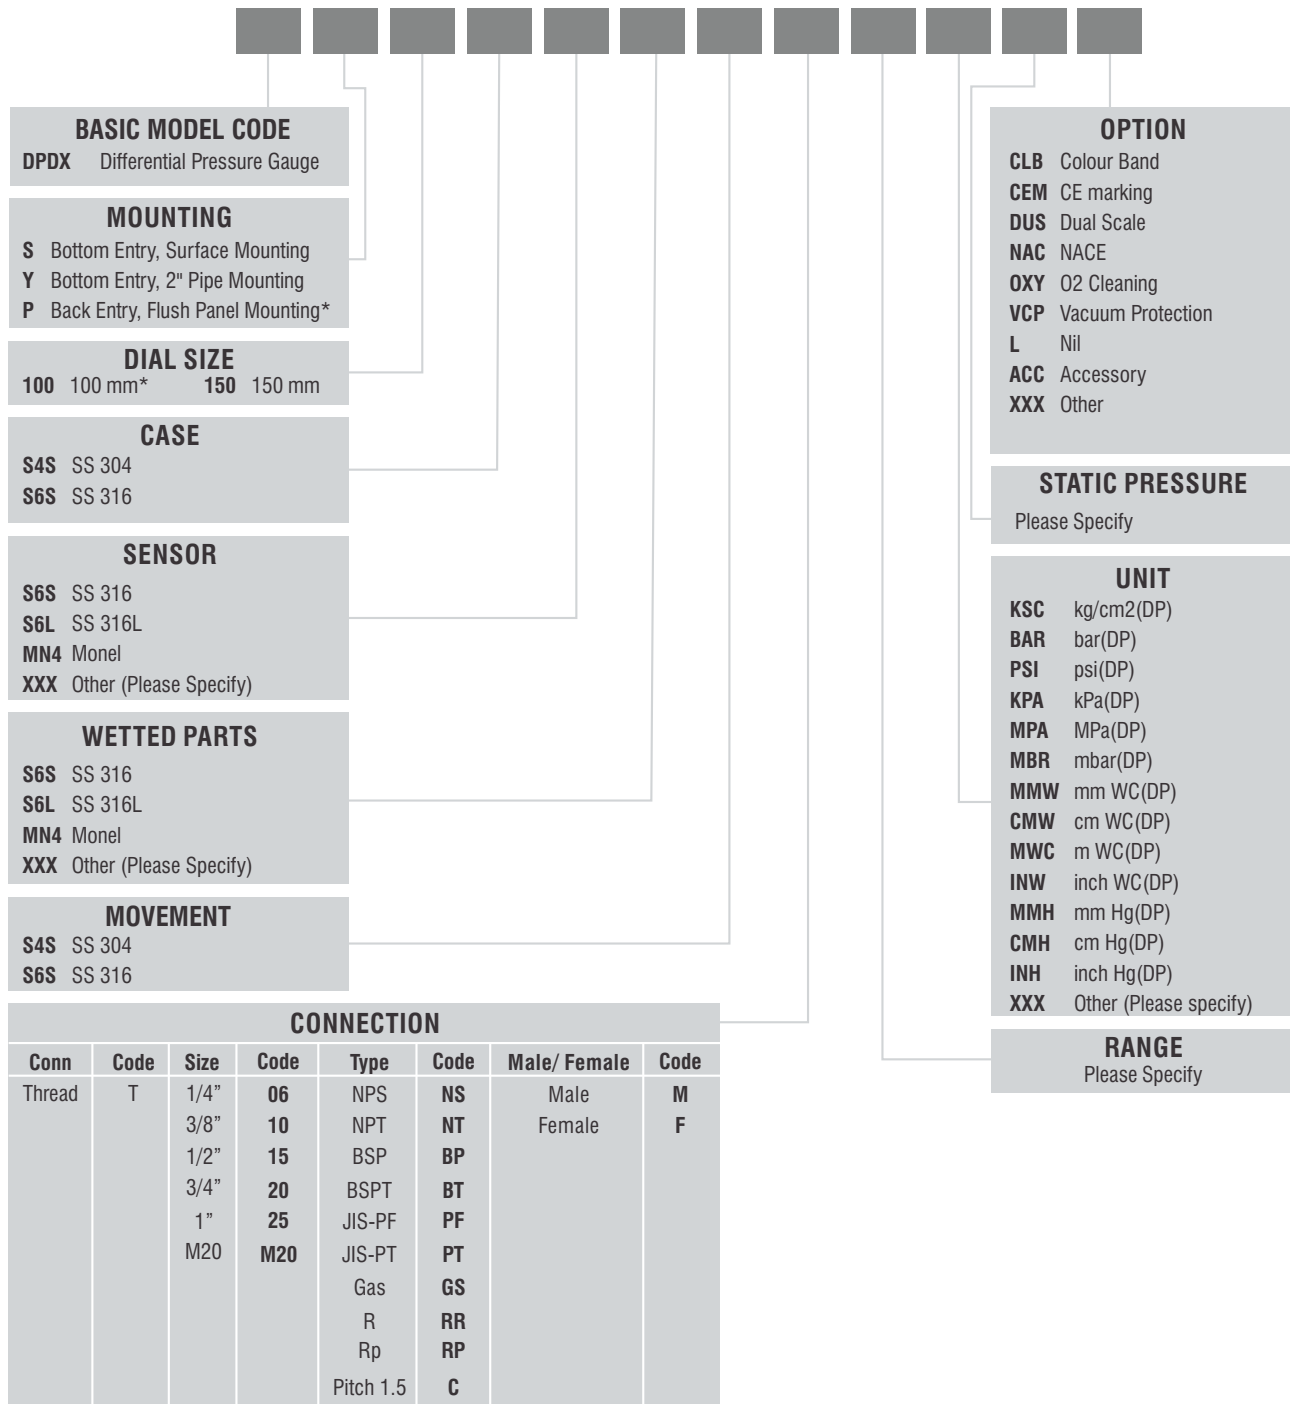 BASIC MODEL CODE
DPDX Differential Pressure Gauge
MOUNTING
S Bottom Entry, Surface Mounting
Y Bottom Entry, 2" Pipe Mounting
P Back Entry, Flush Panel Mounting*
DIAL SIZE
100 100 mm* 150 150 mm
CASE
S4S SS 304
S6S SS 316
SENSOR
S6S SS 316
S6L SS 316L
MN4 Monel
XXX Other (Please Specify)
WETTED PARTS
S6S SS 316
S6L SS 316L
MN4 Monel
XXX Other (Please Specify)
MOVEMENT
S4S SS 304
S6S SS 316
CONNECTION
Conn Code Size Code Type Code Male/ Female Code
Thread T 1/4” 06 NPS NS Male M
3/8” 10 NPT NT Female F
1/2” 15 BSP BP
3/4” 20 BSPT BT
1” 25 JIS-PF PF
M20 M20 JIS-PT PT
Gas GS
R RR
Rp RP
Pitch 1.5 C
OPTION
CLB Colour Band
CEM CE marking
DUS Dual Scale
NAC NACE
OXY O2 Cleaning
VCP Vacuum Protection
L Nil
ACC Accessory
XXX Other
STATIC PRESSURE
Please Specify
UNIT
KSC kg/cm2(DP)
BAR bar(DP)
PSI psi(DP)
KPA kPa(DP)
MPA MPa(DP)
MBR mbar(DP)
MMW mm WC(DP)
CMW cm WC(DP)
MWC m WC(DP)
INW inch WC(DP)
MMH mm Hg(DP)
CMH cm Hg(DP)
INH inch Hg(DP)
XXX Other (Please specify)
RANGE
Please Specify